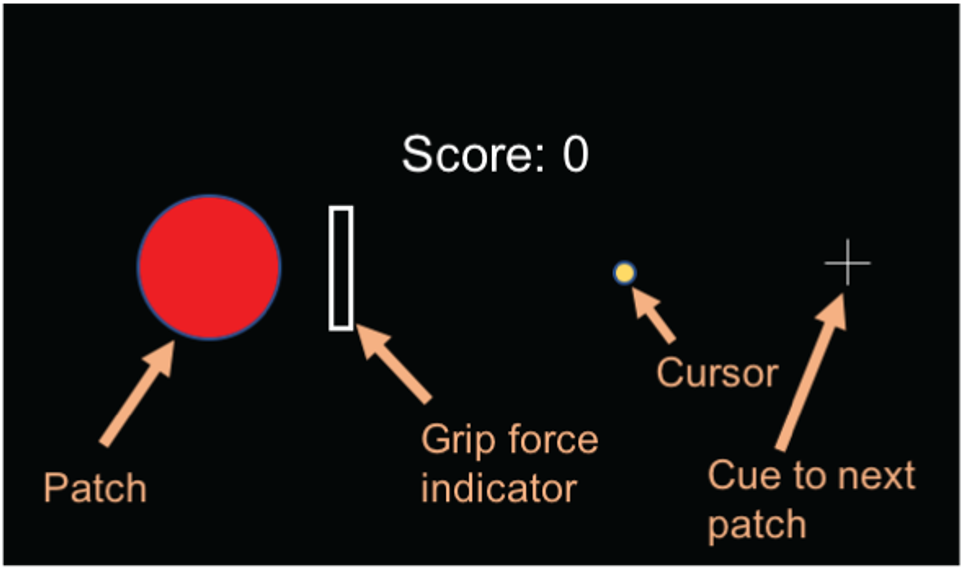 Score: 0
Patch
Grip force
indicator
Cursor
Cue to next
patch